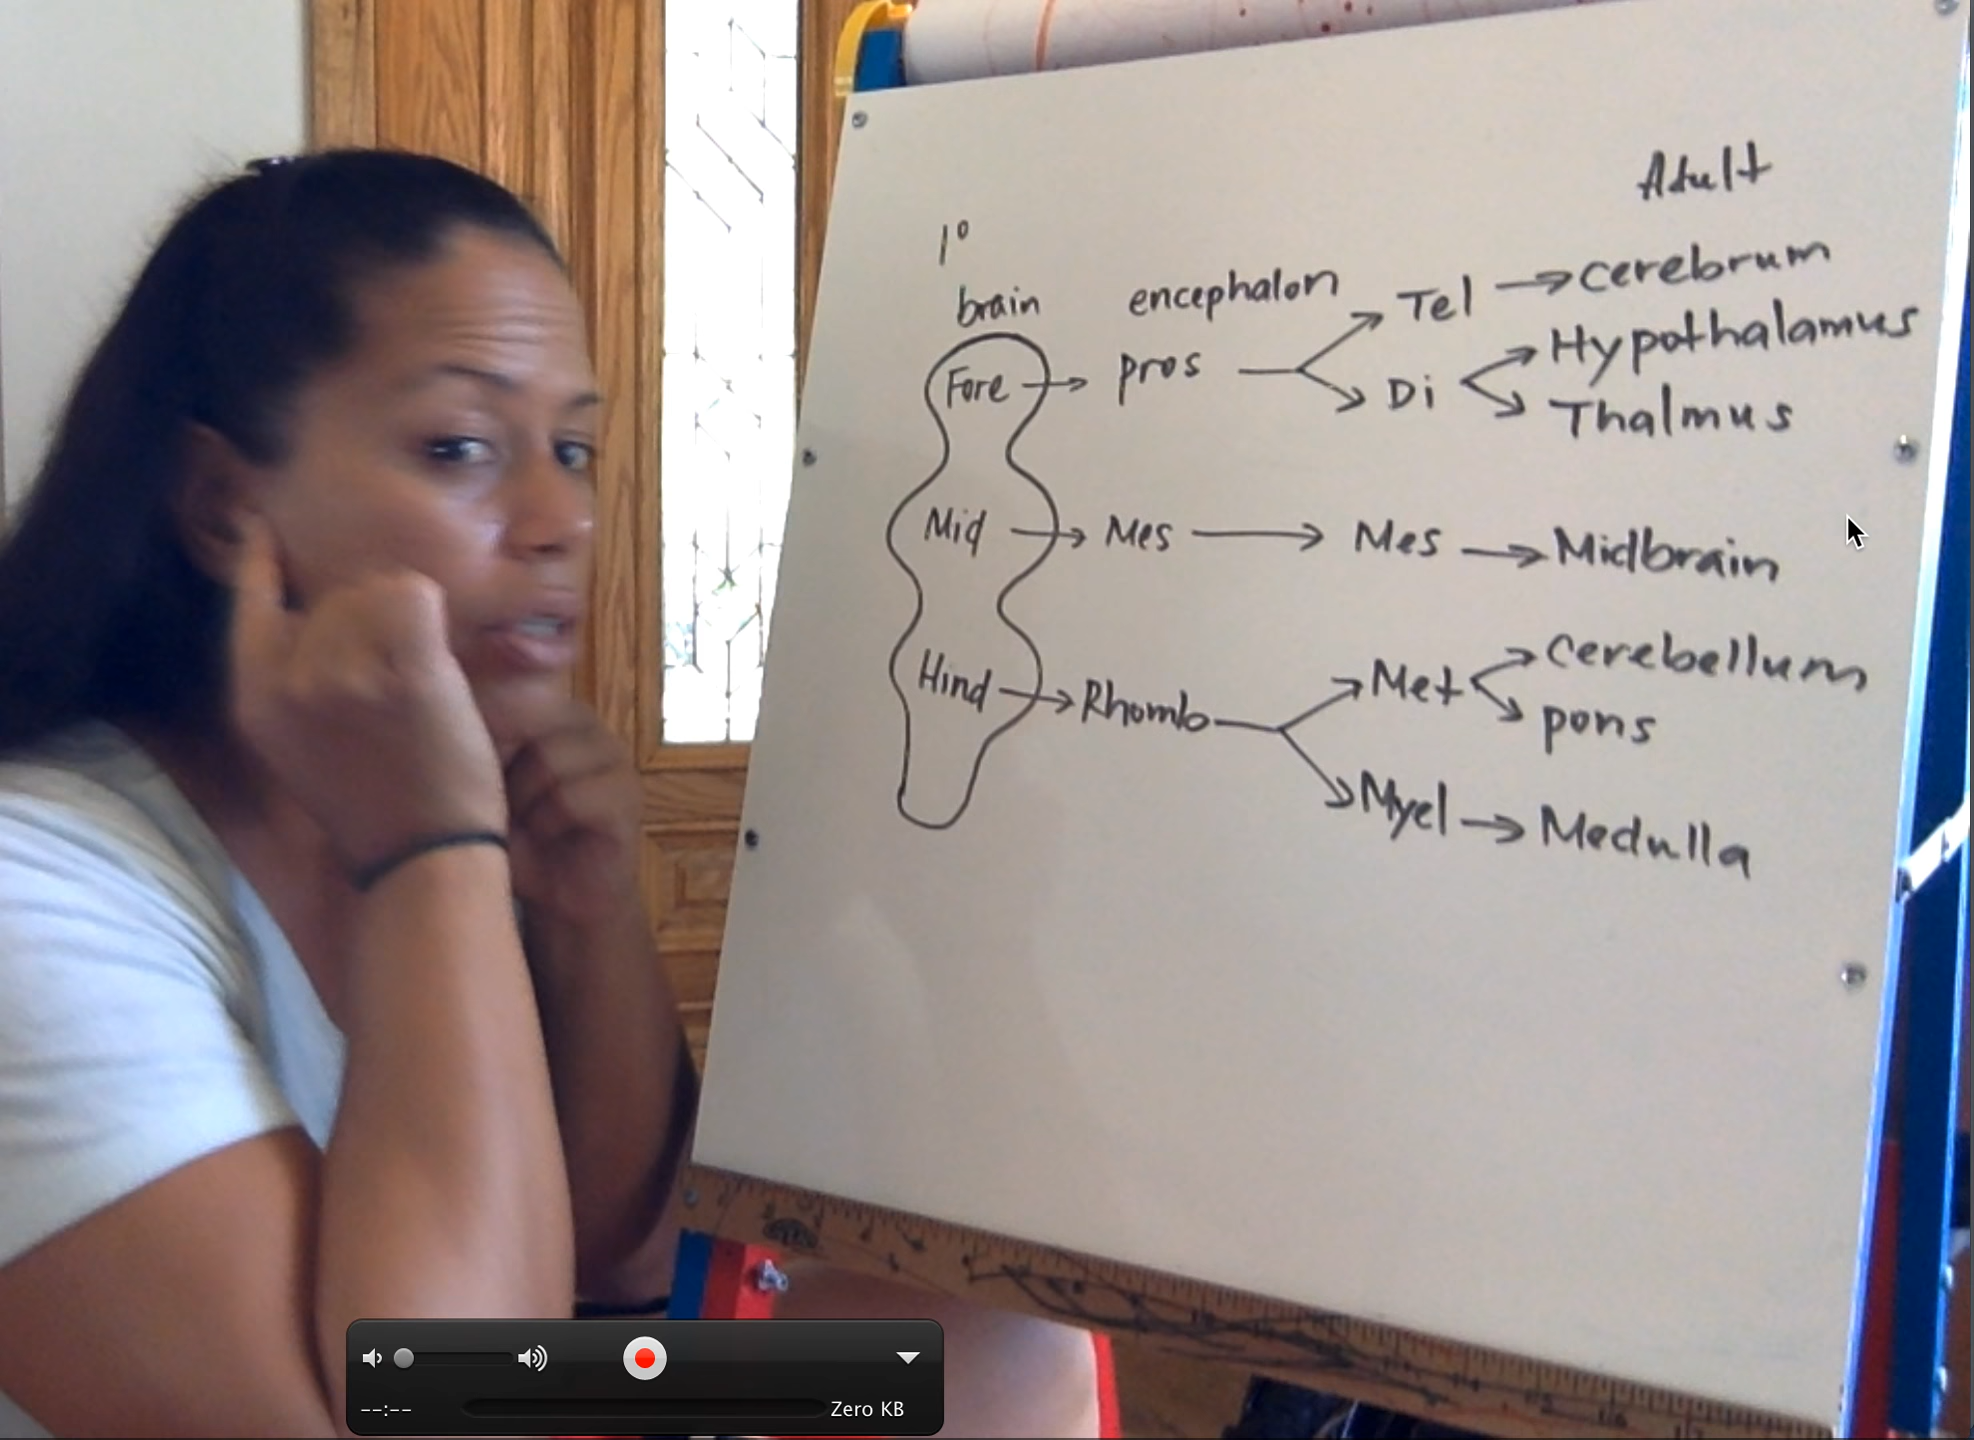 Adult
1°
brain
encephalon
Fore → pros → Tel → cerebrum
Di → Hypothalamus
Thalmus
Mid → Mes → Mes → Midbrain
Hind → Rhomb → Met → cerebellum
pons
Myel → Medulla
--:--
Zero KB